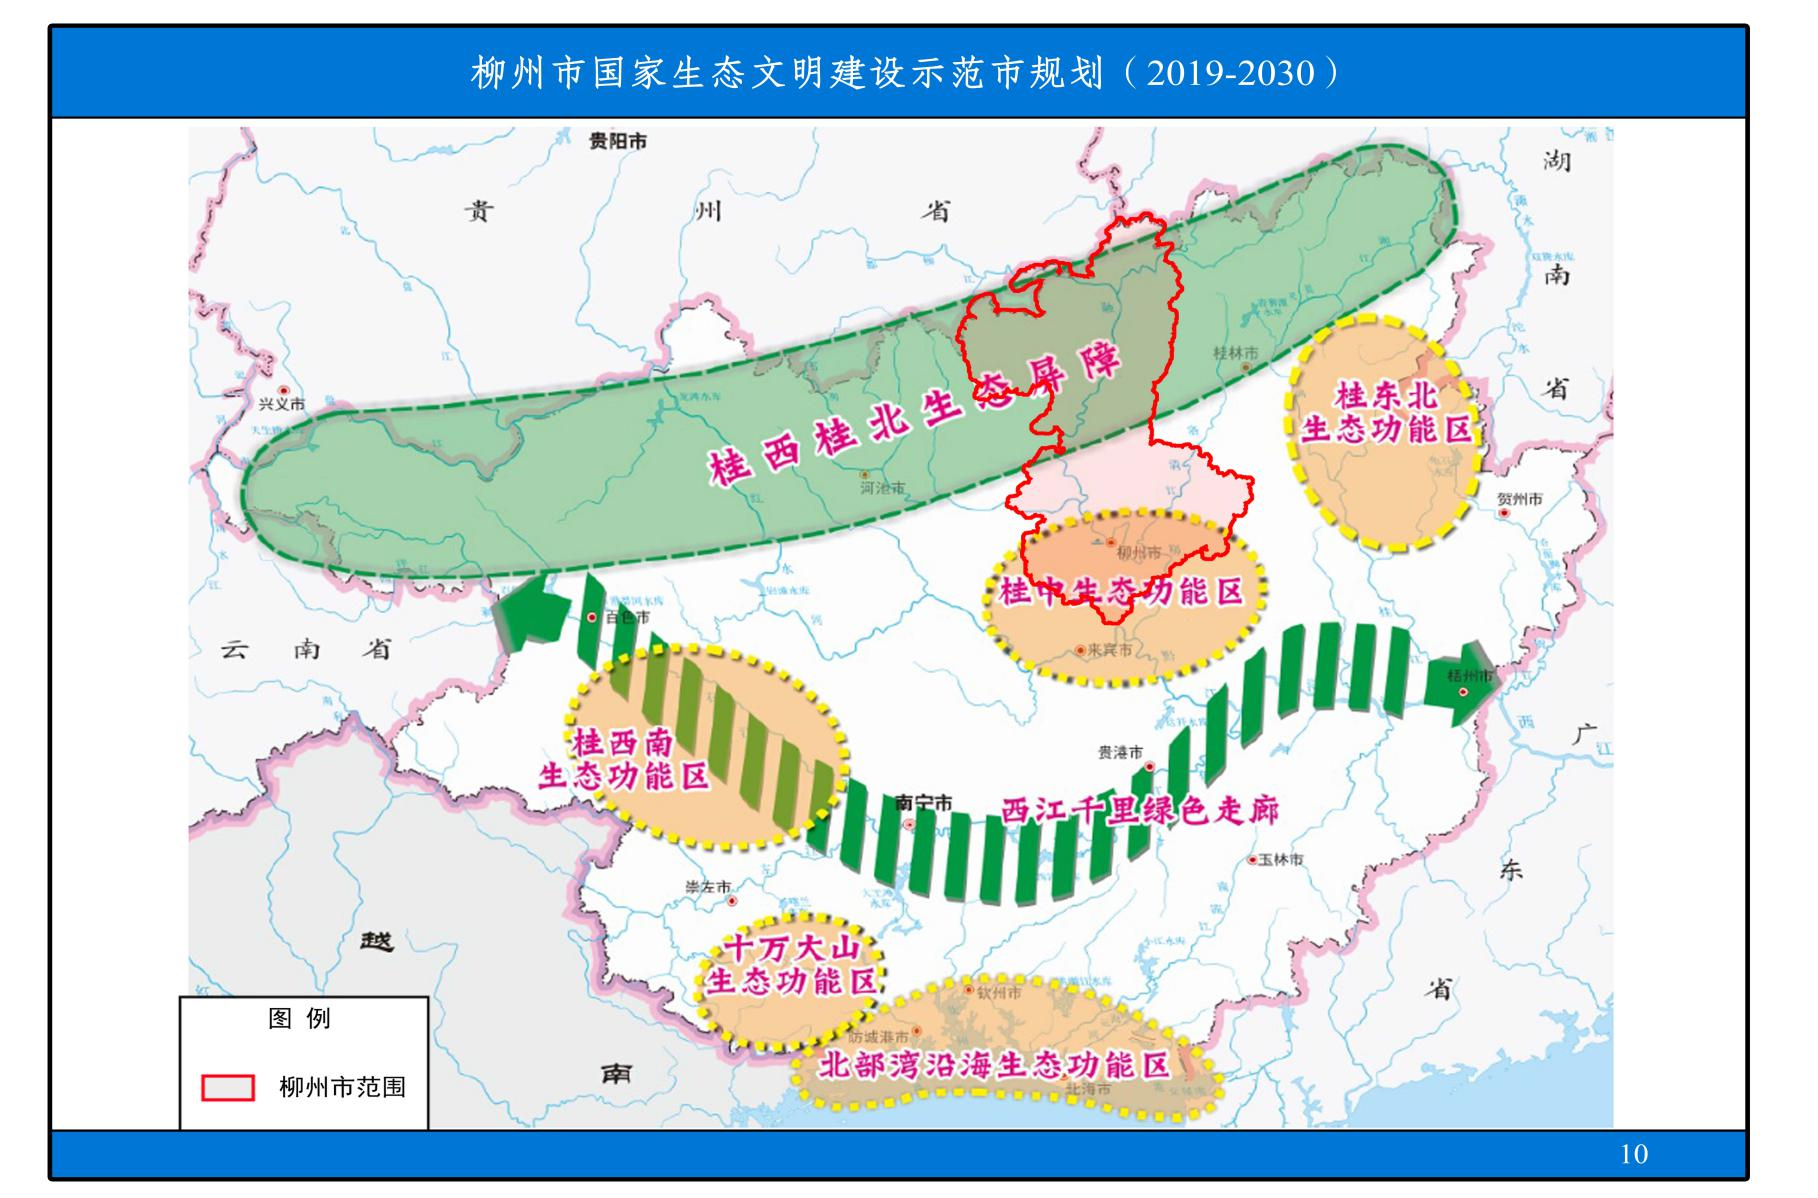 柳州市国家生态文明建设示范市规划（2019-2030）
贵阳市
贵 州 省
湖
南
省
兴义市
桂林市
桂西桂北生态屏障
河池市
桂东北
生态功能区
贺州市
柳州市
桂中生态功能区
来宾市
百色市
云 南 省
梧州市
桂西南
生态功能区
贵港市
南宁市
西江千里绿色走廊
广
东
省
玉林市
崇左市
十万大山
生态功能区
钦州市
防城港市
北部湾沿海生态功能区
北海市
越
南
图 例
柳州市范围
10